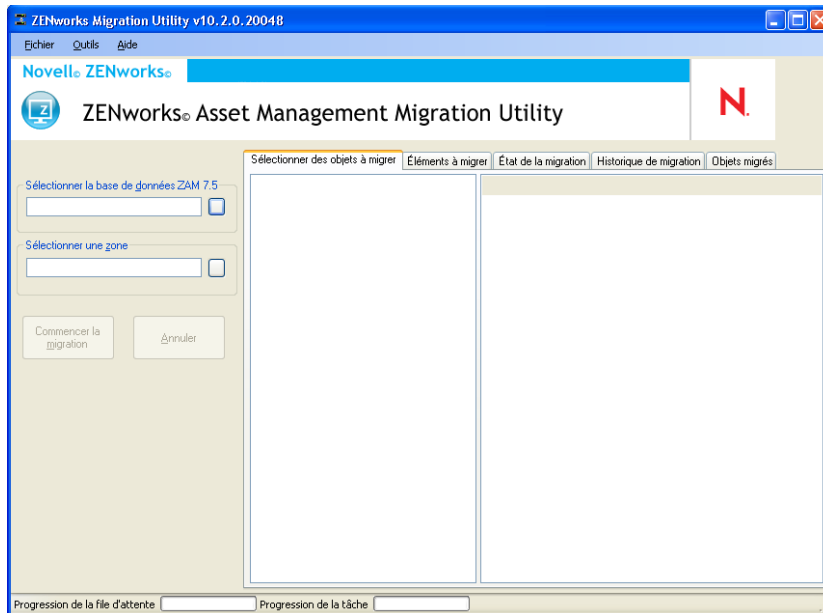 ZENworks Migration Utility v10.2.0.20048
Fichier Outils Aide
Novell® ZENworks®
ZENworks® Asset Management Migration Utility
N.
Sélectionner des objets à migrer Éléments à migrer État de la migration Historique de migration Objets migrés
Sélectionner la base de données ZAM 7.5
Sélectionner une zone
Commencer la
migration
Annuler
Progression de la file d'attente Progression de la tâche